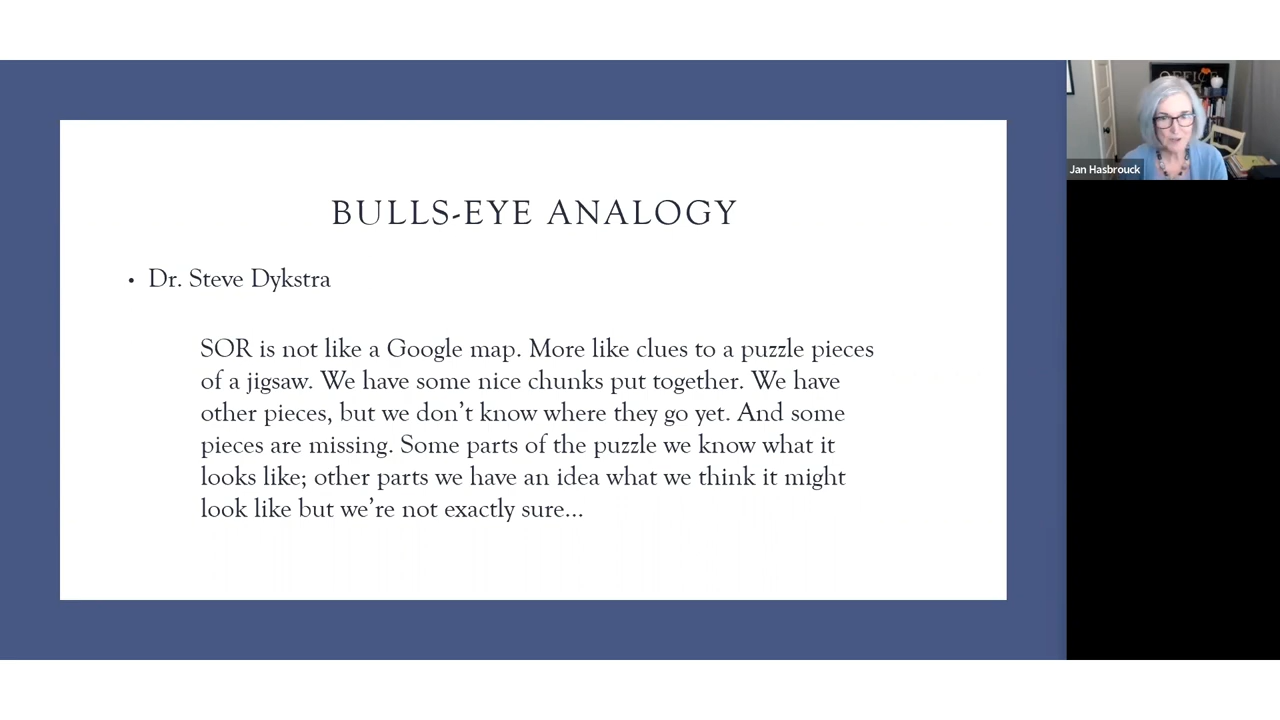 BULLS-EYE ANALOGY
• Dr. Steve Dykstra
SOR is not like a Google map. More like clues to a puzzle pieces
of a jigsaw. We have some nice chunks put together. We have
other pieces, but we don’t know where they go yet. And some
pieces are missing. Some parts of the puzzle we know what it
looks like; other parts we have an idea what we think it might
look like but we’re not exactly sure...
OFFICE
Jan Hasbrouck